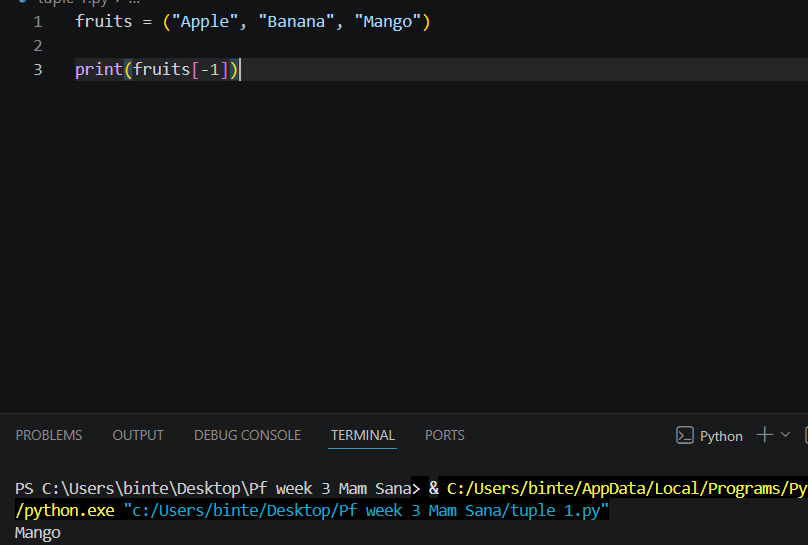 tuple 1.py > ...
1 fruits = ("Apple", "Banana", "Mango")
2
3 print(fruits[-1])
PROBLEMS OUTPUT DEBUG CONSOLE TERMINAL PORTS Python
PS C:\Users\binte\Desktop\Pf week 3 Mam Sana> & C:/Users/binte/AppData/Local/Programs/Py
/python.exe "c:/Users/binte/Desktop/Pf week 3 Mam Sana/tuple 1.py"
Mango